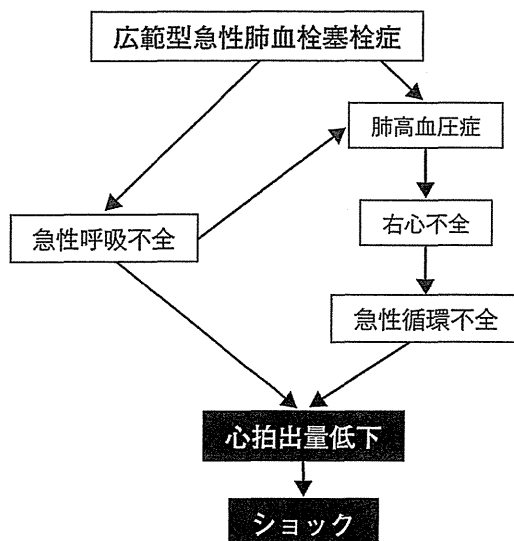 広範型急性肺血栓塞栓症
肺高血圧症
急性呼吸不全
右心不全
急性循環不全
心拍出量低下
ショック